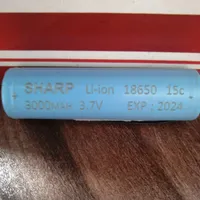 + SHARP Li-ion 18650 15c -
3000mAH 3.7V EXP : 2024